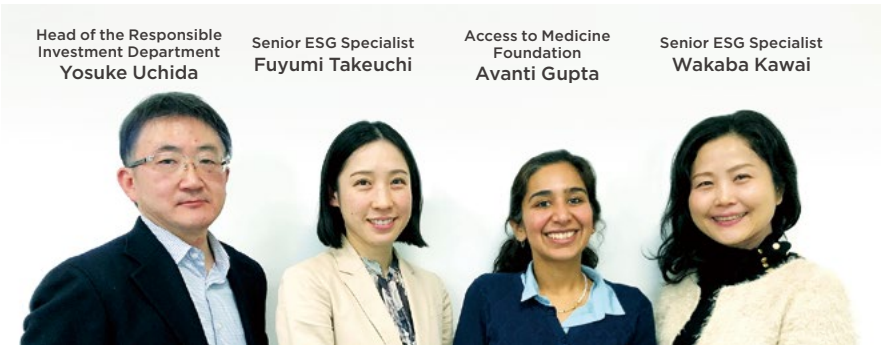 Head of the Responsible
Investment Department
Yosuke Uchida
Senior ESG Specialist
Fuyumi Takeuchi
Access to Medicine
Foundation
Avanti Gupta
Senior ESG Specialist
Wakaba Kawai